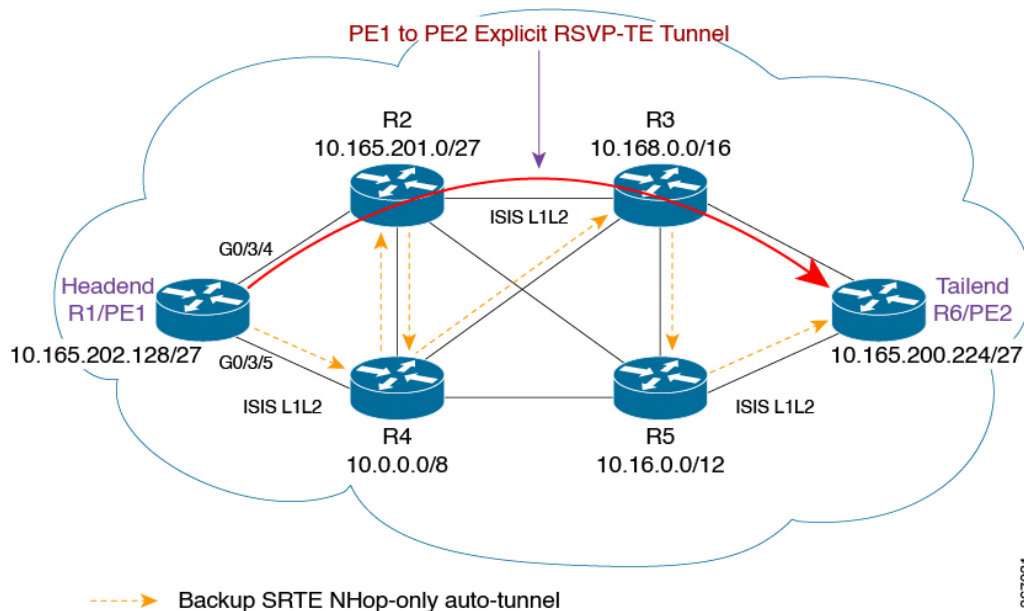 PE1 to PE2 Explicit RSVP-TE Tunnel
R2
10.165.201.0/27
R3
10.168.0.0/16
ISIS L1L2
G0/3/4
Headend
R1/PE1
10.165.202.128/27
Tailend
R6/PE2
10.165.200.224/27
G0/3/5
ISIS L1L2
ISIS L1L2
R4
10.0.0.0/8
R5
10.16.0.0/12
Backup SRTE NHop-only auto-tunnel